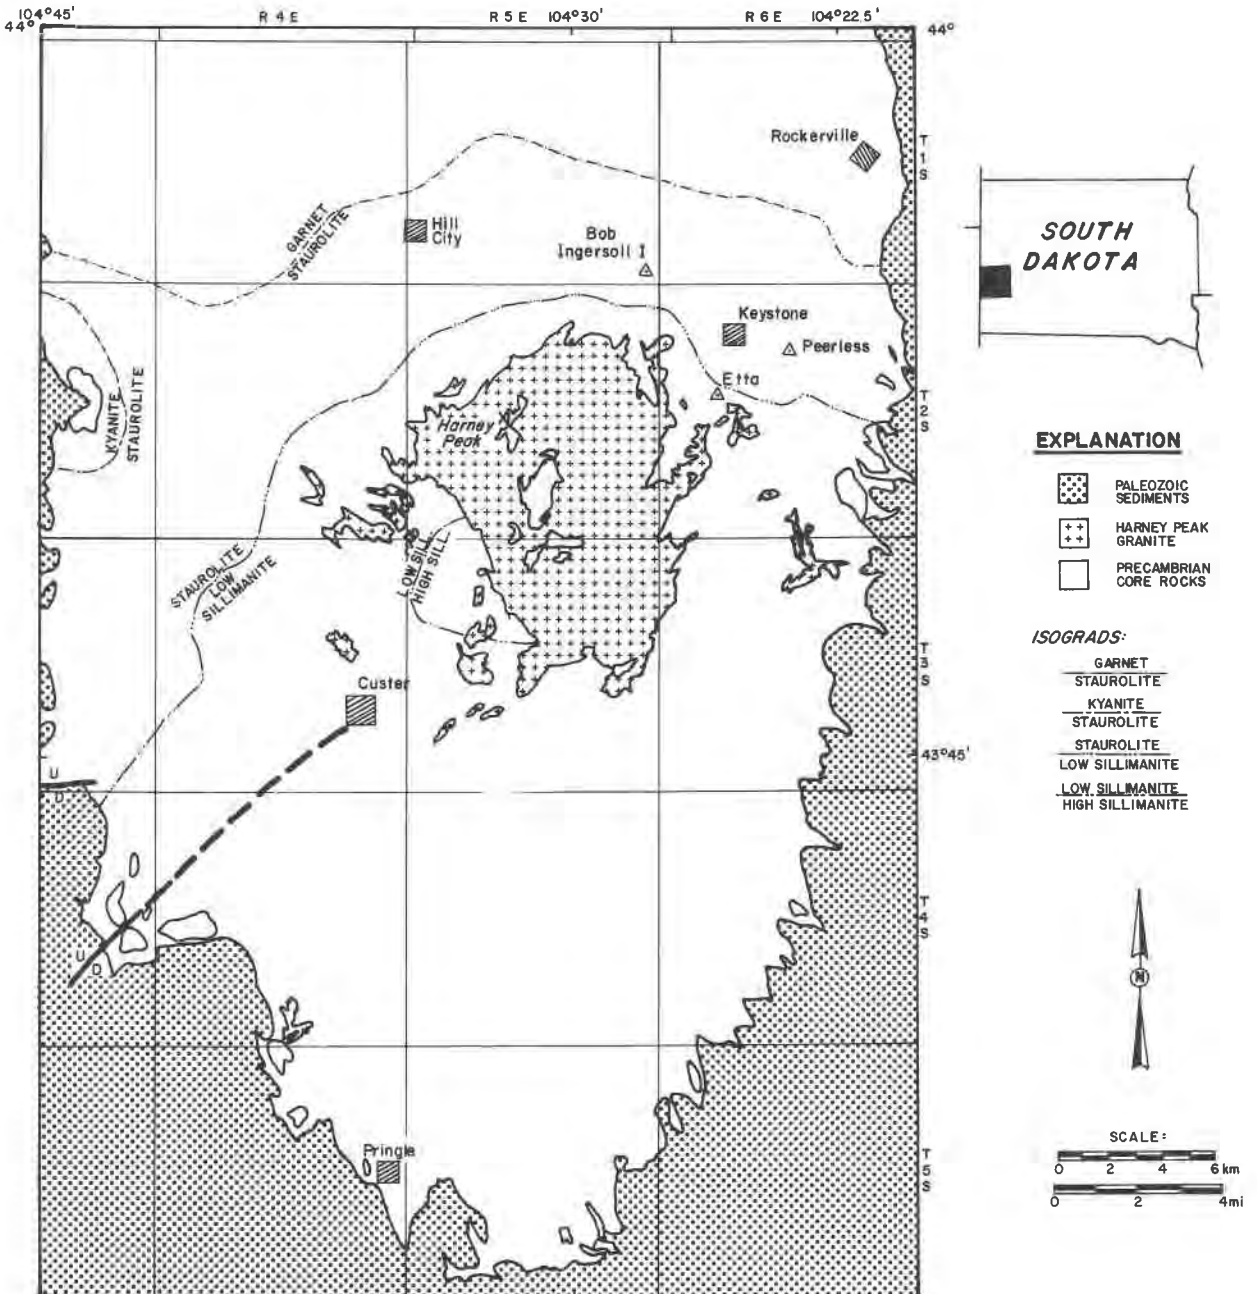 104°45'
R 4 E
R 5 E
104°30'
R 6 E
104°22.5'
44°
44°
Rockerville
T
1
S
GARNET
STAUROLITE
Hill
City
Bob
Ingersoll I
SOUTH
DAKOTA
Keystone
Peerless
Etta
KYANITE
STAUROLITE
T
2
S
Harney
Peak
EXPLANATION
PALEOZOIC
SEDIMENTS
HARNEY PEAK
GRANITE
PRECAMBRIAN
CORE ROCKS
STAUROLITE
LOW
SILLIMANITE
LOW SILL.
HIGH SILL.
ISOGRADS:
GARNET
STAUROLITE
KYANITE
STAUROLITE
STAUROLITE
LOW SILLIMANITE
LOW SILLIMANITE
HIGH SILLIMANITE
T
3
S
Custer
43°45'
U
D
T
4
S
U
D
N
Pringle
T
5
S
SCALE:
0 2 4 6 km
0 2 4 mi